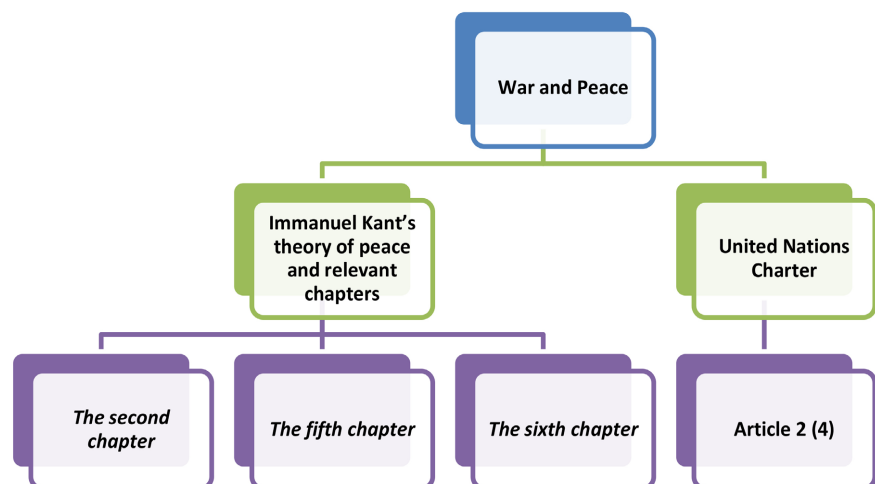 War and Peace
Immanuel Kant’s
theory of peace
and relevant
chapters
United Nations
Charter
The second
chapter
The fifth chapter
The sixth chapter
Article 2 (4)